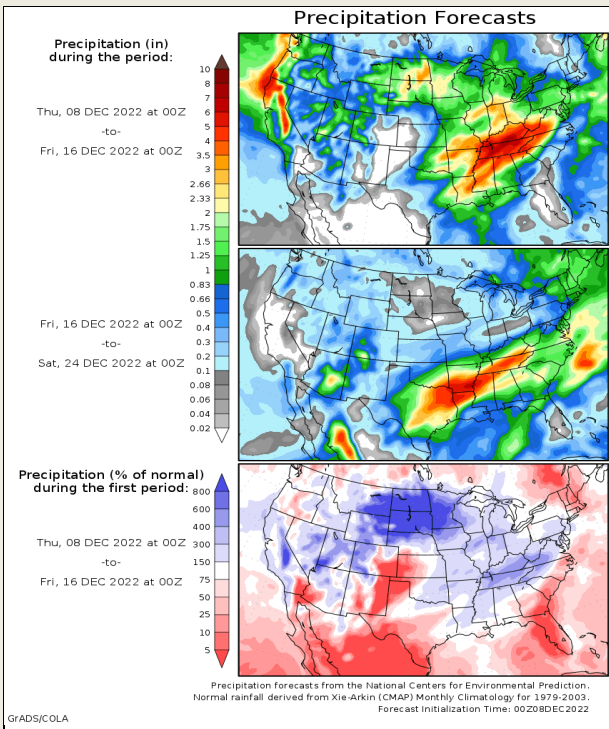 Precipitation Forecasts
Precipitation (in)
during the period:
Thu, 08 DEC 2022 at 00Z
-to-
Fri, 16 DEC 2022 at 00Z
10
8
7
6
5
4
3.5
3
2.66
2.33
2
1.75
1.5
1.25
1
0.83
0.66
0.5
0.4
0.3
0.2
0.1
0.08
0.06
0.04
0.02
Fri, 16 DEC 2022 at 00Z
-to-
Sat, 24 DEC 2022 at 00Z
Precipitation (% of normal)
during the first period:
Thu, 08 DEC 2022 at 00Z
-to-
Fri, 16 DEC 2022 at 00Z
800
600
400
300
150
75
50
25
10
5
Precipitation forecasts from the National Centers for Environmental Prediction.
Normal rainfall derived from Xie-Arkin (CMAP) Monthly Climatology for 1979-2003.
Forecast Initialization Time: 00Z08DEC2022
GrADS/COLA